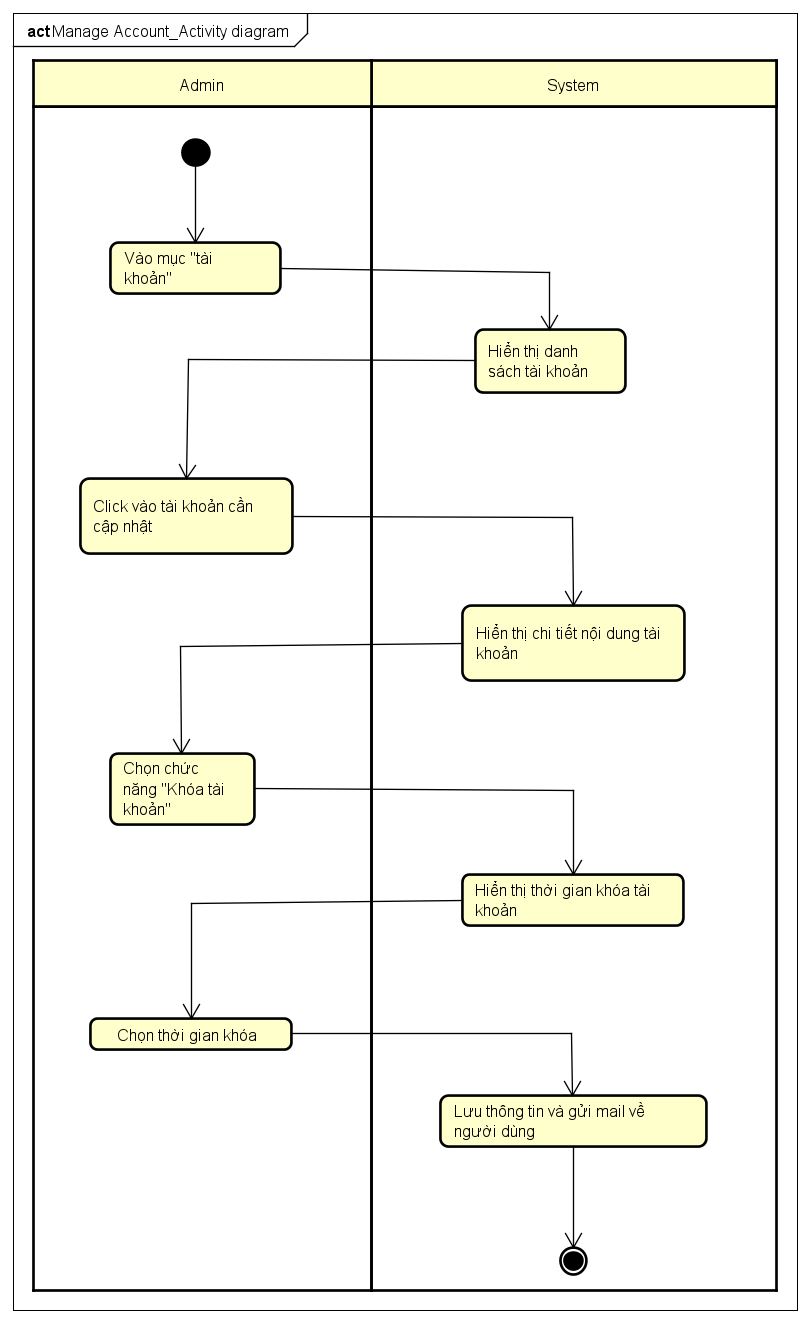 act Manage Account_Activity diagram
Admin
System
Vào mục "tài
khoản"
Hiển thị danh
sách tài khoản
Click vào tài khoản cần
cập nhật
Hiển thị chi tiết nội dung tài
khoản
Chọn chức
năng "Khóa tài
khoản"
Hiển thị thời gian khóa tài
khoản
Chọn thời gian khóa
Lưu thông tin và gửi mail về
người dùng